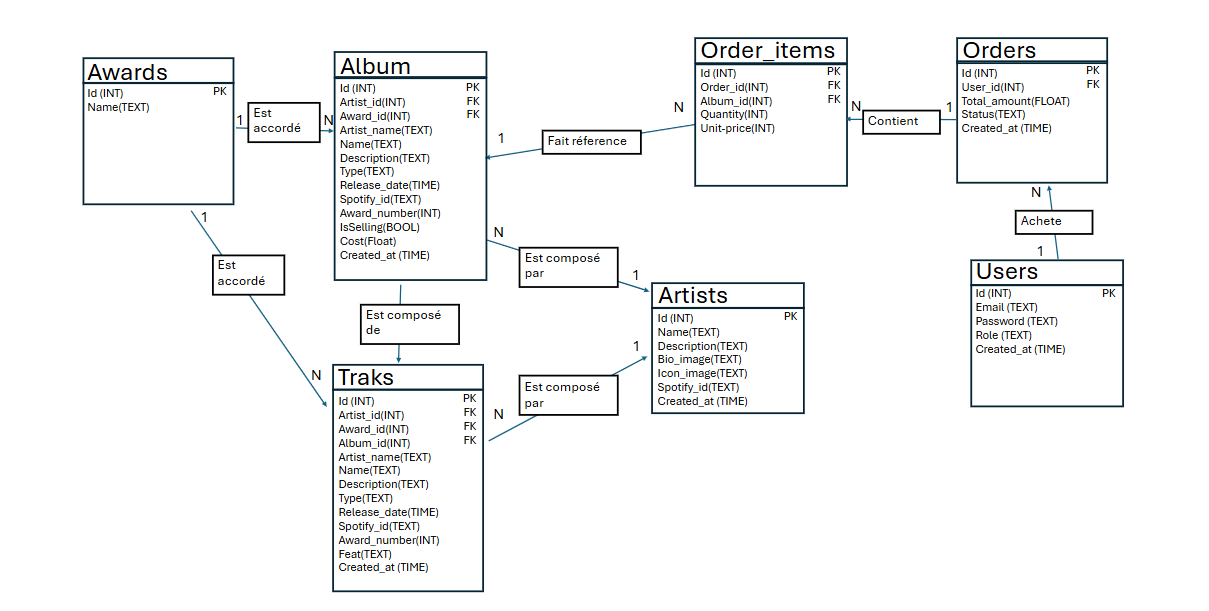 Awards
Id (INT) PK
Name(TEXT)
1
Est
accordé
N
Album
Id (INT) PK
Artist_id(INT) FK
Award_id(INT) FK
Artist_name(TEXT)
Name(TEXT)
Description(TEXT)
Type(TEXT)
Release_date(TIME)
Spotify_id(TEXT)
Award_number(INT)
IsSelling(BOOL)
Cost(Float)
Created_at (TIME)
1
Fait réference
N
Order_items
Id (INT) PK
Order_id(INT) FK
Album_id(INT) FK
Quantity(INT)
Unit-price(INT)
N
Contient
1
Orders
Id (INT) PK
User_id(INT) FK
Total_amount(FLOAT)
Status(TEXT)
Created_at (TIME)
N
Achete
1
Users
Id (INT) PK
Email (TEXT)
Password (TEXT)
Role (TEXT)
Created_at (TIME)
1
Est
accordé
N
N
Est composé
par
1
Artists
Id (INT) PK
Name(TEXT)
Description(TEXT)
Bio_image(TEXT)
Icon_image(TEXT)
Spotify_id(TEXT)
Created_at (TIME)
Est composé
de
1
Est composé
par
N
Traks
Id (INT) PK
Artist_id(INT) FK
Award_id(INT) FK
Album_id(INT) FK
Artist_name(TEXT)
Name(TEXT)
Description(TEXT)
Type(TEXT)
Release_date(TIME)
Spotify_id(TEXT)
Award_number(INT)
Feat(TEXT)
Created_at (TIME)